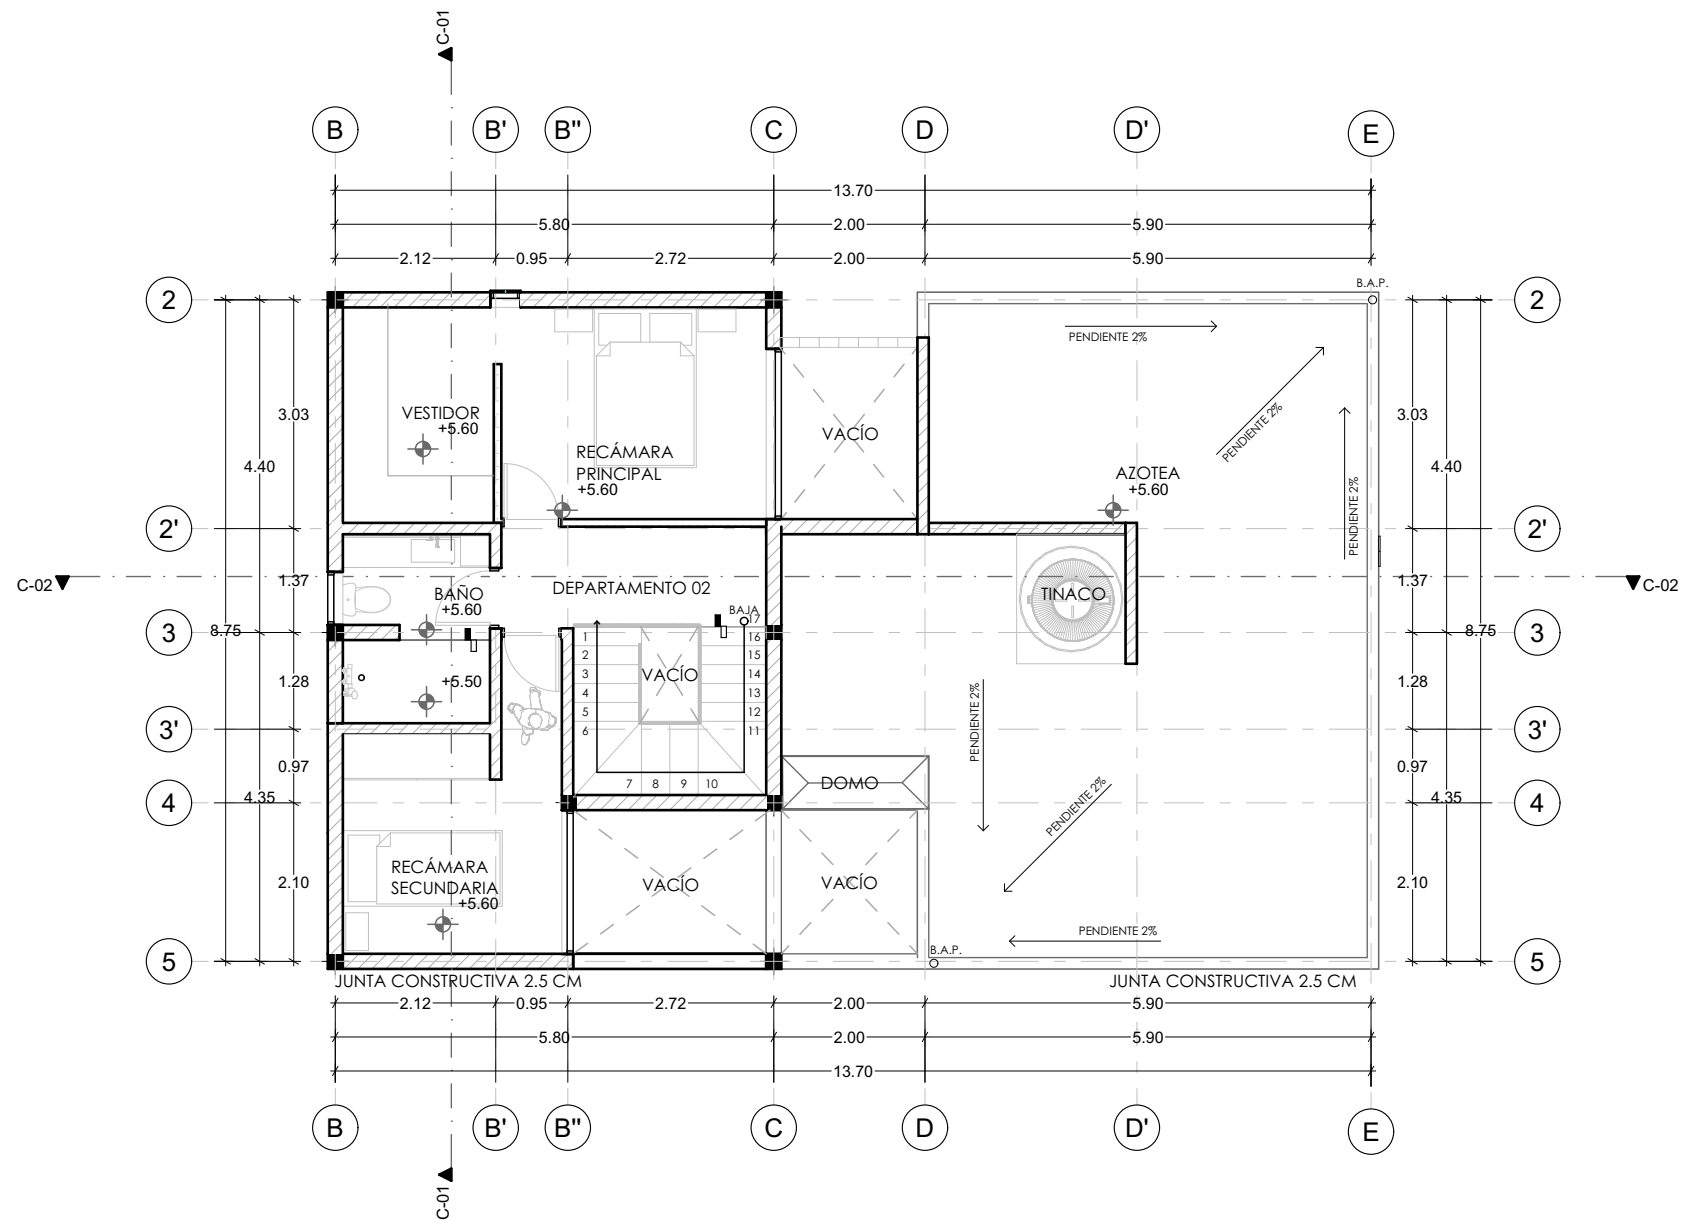 C-01
B B' B'' C D D' E
13.70
5.80 2.00 5.90
2.12 0.95 2.72 2.00 5.90
B.A.P.
2 2
PENDIENTE 2%
3.03 VESTIDOR 3.03
+5.60
VACÍO
PENDIENTE 2%
RECÁMARA
PRINCIPAL
+5.60
4.40 4.40
AZOTEA
+5.60
PENDIENTE 2%
2' 2'
C-02 1.37 1.37 C-02
BAÑO
+5.60
DEPARTAMENTO 02
TINACO
BAJA
17
3 8.75 8.75 3
1 16
2 15
3 VACÍO 14
4 13
5 12
6 11
7 8 9 10
1.28 +5.50 1.28
PENDIENTE 2%
3' 3'
0.97 0.97
DOMO
4.35 4.35
4 4
PENDIENTE 2%
RECÁMARA
SECUNDARIA
+5.60
2.10 VACÍO VACÍO 2.10
PENDIENTE 2%
B.A.P.
5 5
JUNTA CONSTRUCTIVA 2.5 CM JUNTA CONSTRUCTIVA 2.5 CM
2.12 0.95 2.72 2.00 5.90
5.80 2.00 5.90
13.70
B B' B'' C D D' E
C-01